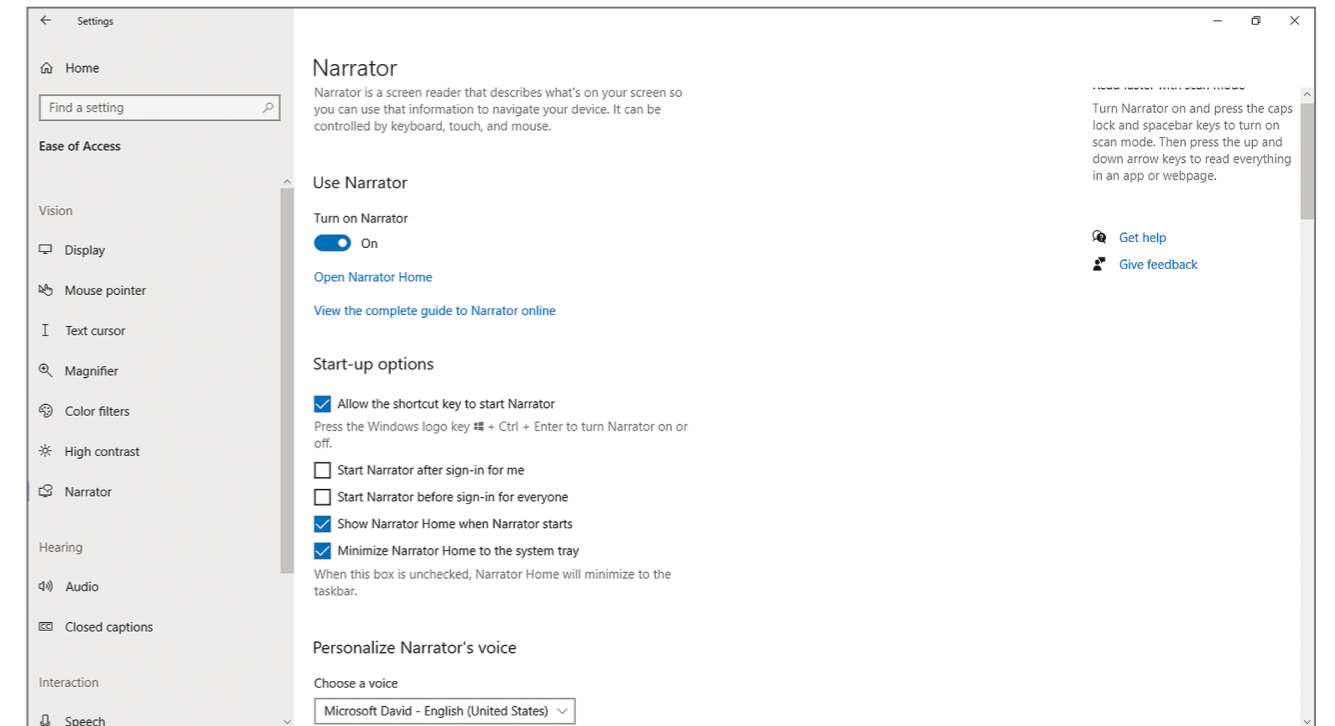 Settings
Home
Find a setting
Ease of Access
Vision
Display
Mouse pointer
Text cursor
Magnifier
Color filters
High contrast
Narrator
Hearing
Audio
Closed captions
Interaction
Speech
Narrator
Narrator is a screen reader that describes what's on your screen so
you can use that information to navigate your device. It can be
controlled by keyboard, touch, and mouse.
Use Narrator
Turn on Narrator
On
Open Narrator Home
View the complete guide to Narrator online
Start-up options
Allow the shortcut key to start Narrator
Press the Windows logo key + Ctrl + Enter to turn Narrator on or
off.
Start Narrator after sign-in for me
Start Narrator before sign-in for everyone
Show Narrator Home when Narrator starts
Minimize Narrator Home to the system tray
When this box is unchecked, Narrator Home will minimize to the
taskbar.
Personalize Narrator's voice
Choose a voice
Microsoft David - English (United States)
Read faster with scan mode
Turn Narrator on and press the caps
lock and spacebar keys to turn on
scan mode. Then press the up and
down arrow keys to read everything
in an app or webpage.
Get help
Give feedback